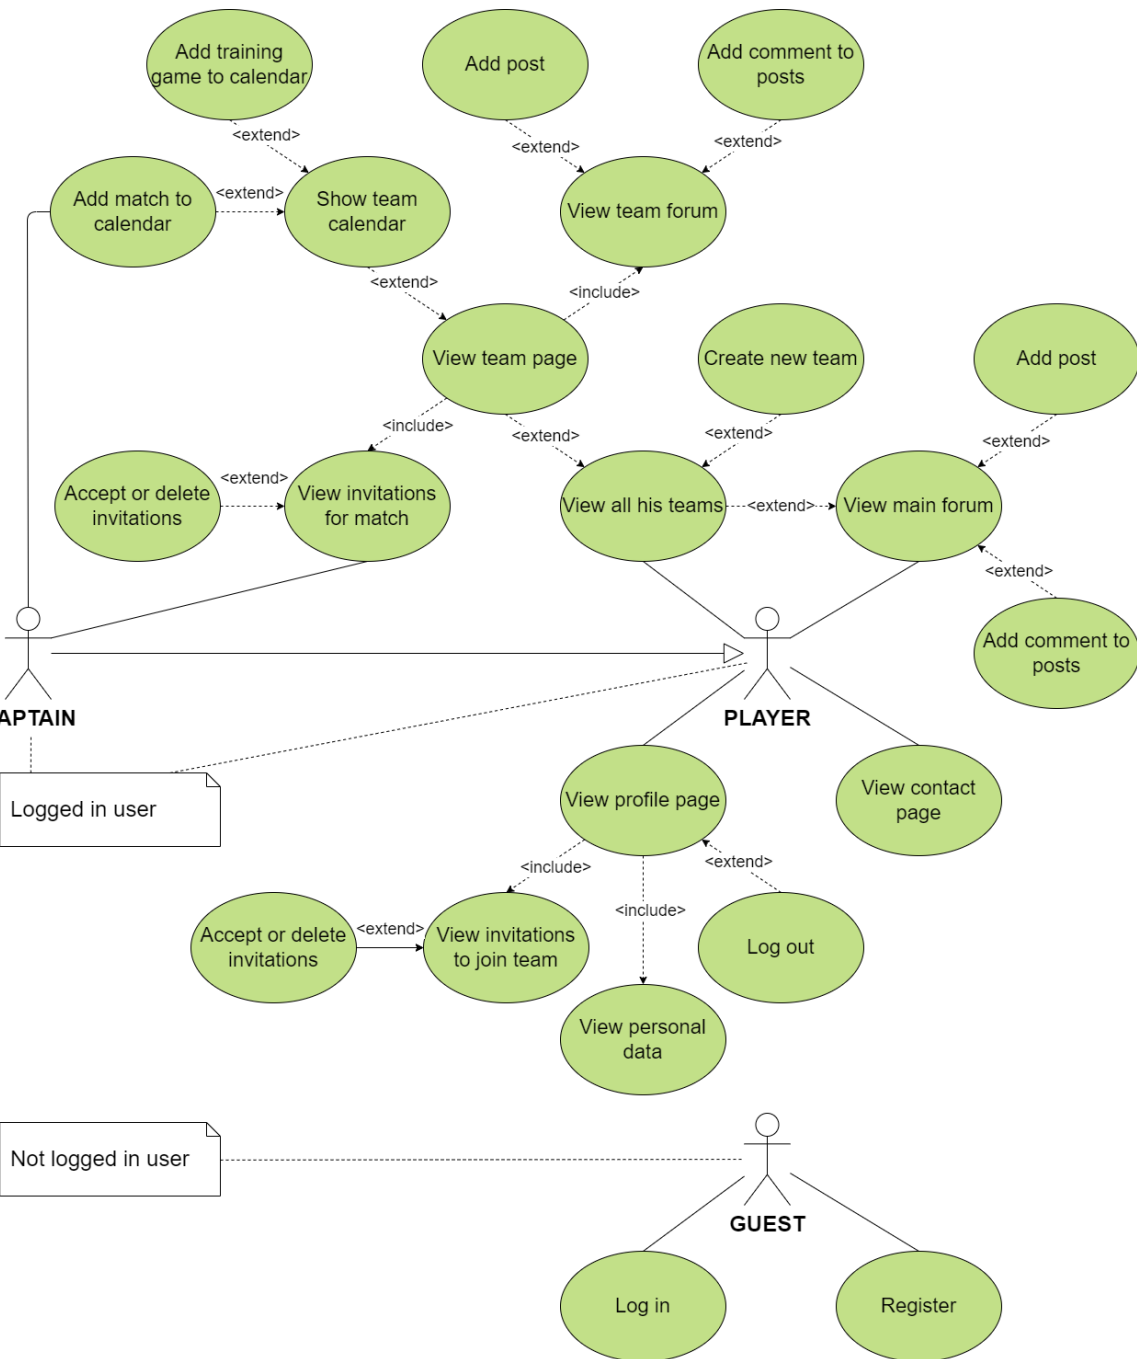 Add training
game to calendar
Add post
Add comment to
posts
<extend>
<extend>
<extend>
Add match to
calendar
<extend>
Show team
calendar
View team forum
<extend>
<include>
View team page
Create new team
Add post
<include>
<extend>
<extend>
<extend>
Accept or delete
invitations
<extend>
View invitations
for match
View all his teams
<extend>
View main forum
<extend>
Add comment to
posts
APTAIN
PLAYER
Logged in user
View profile page
View contact
page
<include>
<extend>
<include>
Accept or delete
invitations
<extend>
View invitations
to join team
Log out
View personal
data
Not logged in user
GUEST
Log in
Register